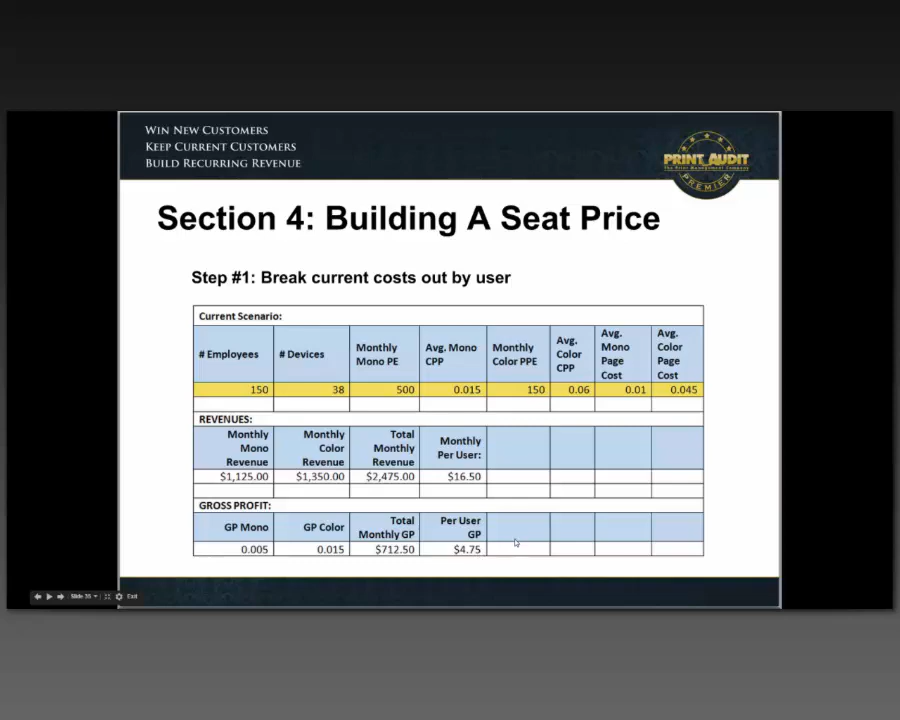 WIN NEW CUSTOMERS
KEEP CURRENT CUSTOMERS
BUILD RECURRING REVENUE
PRINT AUDIT
The Print Management Company
PREMIER
Section 4: Building A Seat Price
Step #1: Break current costs out by user
Current Scenario:
# Employees # Devices Monthly Mono PE Avg. Mono CPP Monthly Color PPE Avg. Color CPP Avg. Mono Page Cost Avg. Color Page Cost
150 38 500 0.015 150 0.06 0.01 0.045
REVENUES:
Monthly Mono Revenue Monthly Color Revenue Total Monthly Revenue Monthly Per User:
$1,125.00 $1,350.00 $2,475.00 $16.50
GROSS PROFIT:
GP Mono GP Color Total Monthly GP Per User GP
0.005 0.015 $712.50 $4.75
Slide 35 Exit